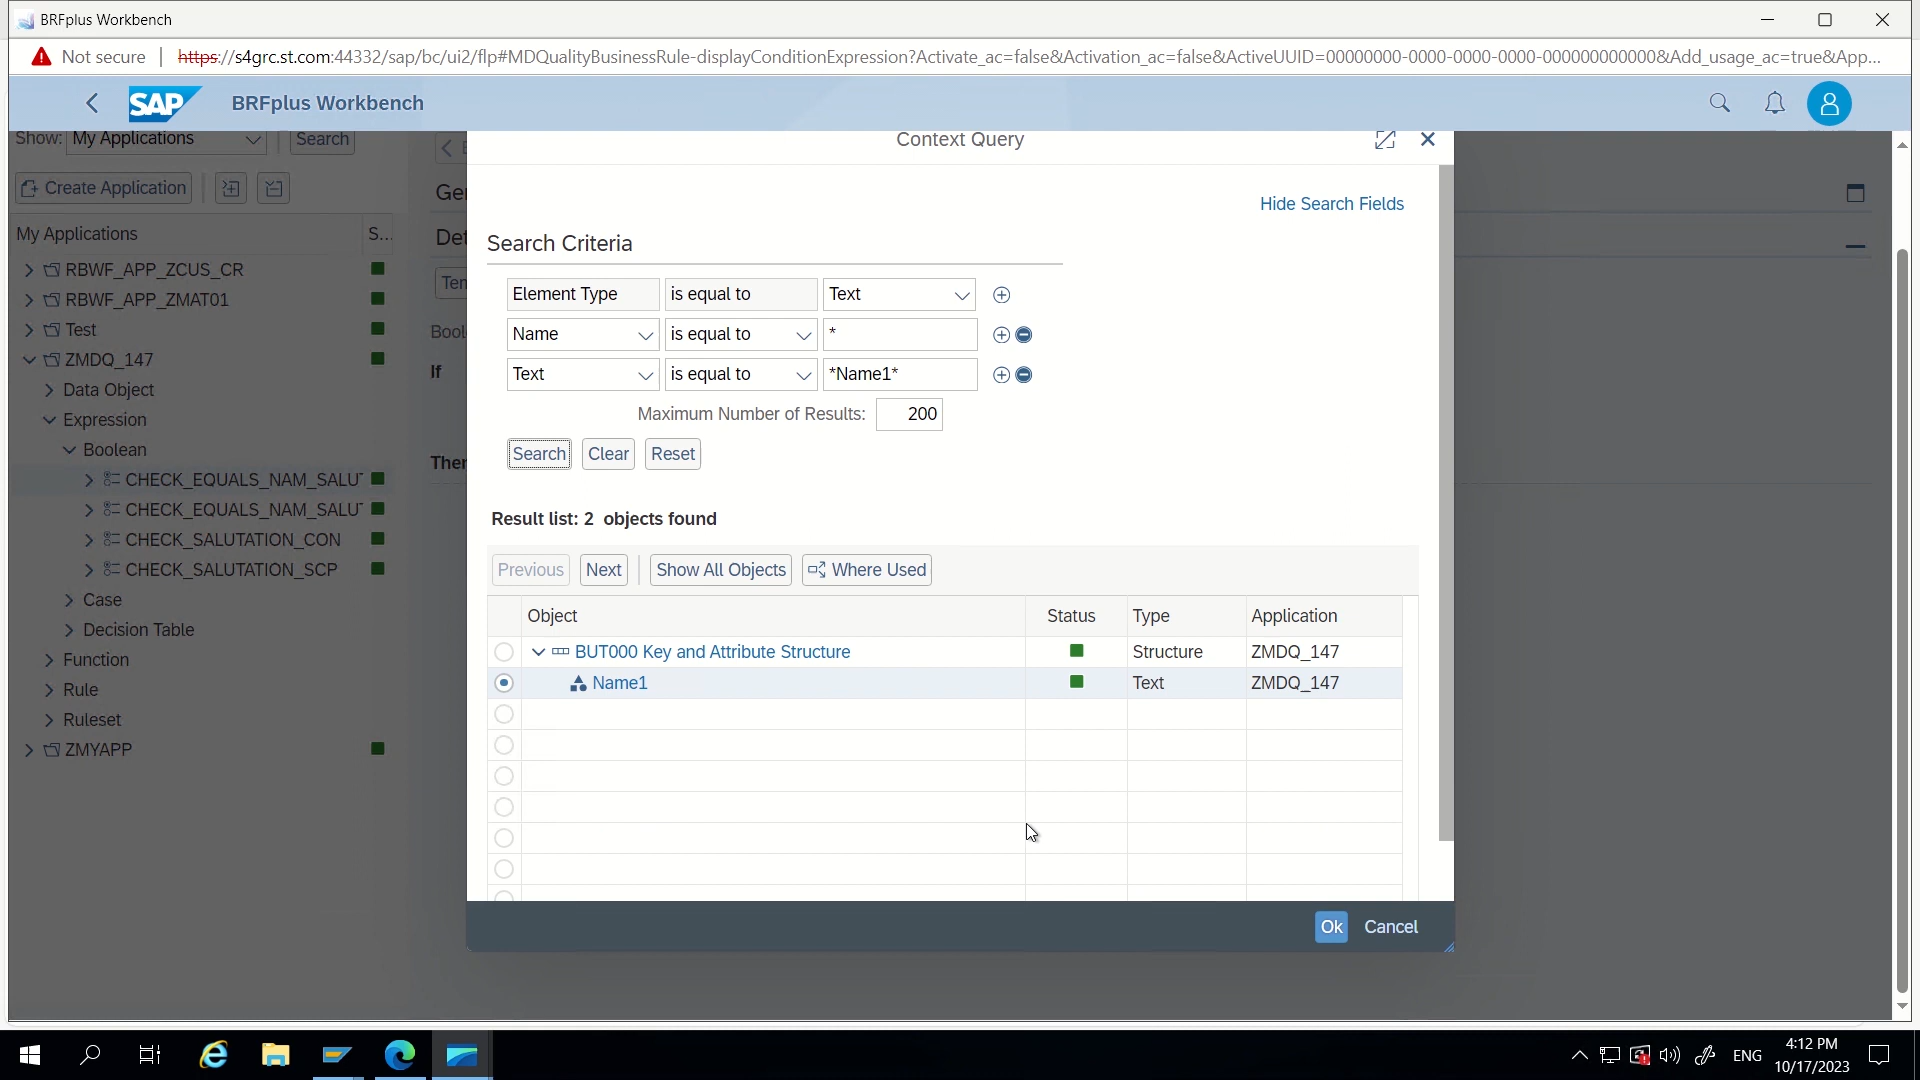 BRFplus Workbench
Not secure
https://s4grc.st.com:44332/sap/bc/ui2/flp#MDQualityBusinessRule-displayConditionExpression?Activate_ac=false&Activation_ac=false&ActiveUUID=00000000-0000-0000-0000-000000000000&Add_usage_ac=true&App...
SAP
BRFplus Workbench
Show: My Applications
Search
Create Application
My Applications
S...
RBWF_APP_ZCUS_CR
RBWF_APP_ZMAT01
Test
ZMDQ_147
Data Object
Expression
Boolean
CHECK_EQUALS_NAM_SALUT
CHECK_EQUALS_NAM_SALUT
CHECK_SALUTATION_CON
CHECK_SALUTATION_SCP
Case
Decision Table
Function
Rule
Ruleset
ZMYAPP
If
Context Query
Hide Search Fields
Search Criteria
Element Type is equal to Text
Name is equal to *
Text is equal to *Name1*
Maximum Number of Results: 200
Search Clear Reset
Result list: 2 objects found
Previous Next Show All Objects Where Used
Object Status Type Application
BUT000 Key and Attribute Structure Structure ZMDQ_147
Name1 Text ZMDQ_147
Ok Cancel
ENG
4:12 PM
10/17/2023